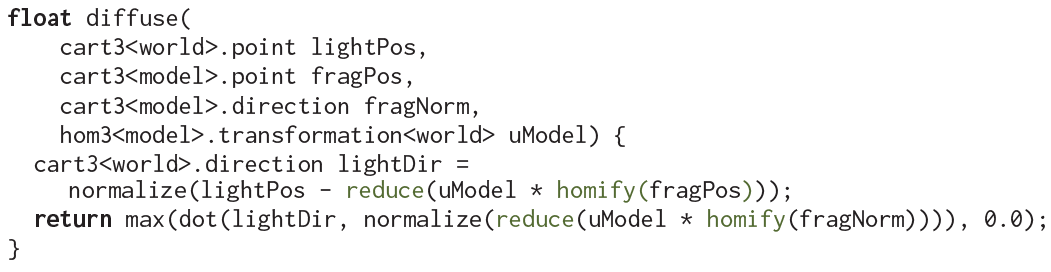 float diffuse(
    cart3<world>.point lightPos,
    cart3<model>.point fragPos,
    cart3<model>.direction fragNorm,
    hom3<model>.transformation<world> uModel) {
  cart3<world>.direction lightDir =
     normalize(lightPos - reduce(uModel * homify(fragPos)));
  return max(dot(lightDir, normalize(reduce(uModel * homify(fragNorm)))), 0.0);
}